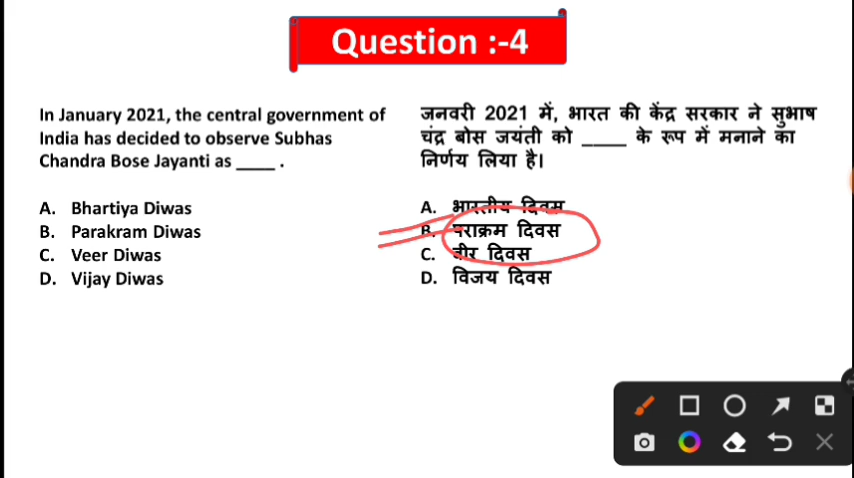 Question :-4
In January 2021, the central government of
India has decided to observe Subhas
Chandra Bose Jayanti as _____ .
A. Bhartiya Diwas
B. Parakram Diwas
C. Veer Diwas
D. Vijay Diwas
जनवरी 2021 में, भारत की केंद्र सरकार ने सुभाष
चंद्र बोस जयंती को _____ के रूप में मनाने का
निर्णय लिया है।
A. भारतीय दिवस
B. पराक्रम दिवस
C. वीर दिवस
D. विजय दिवस